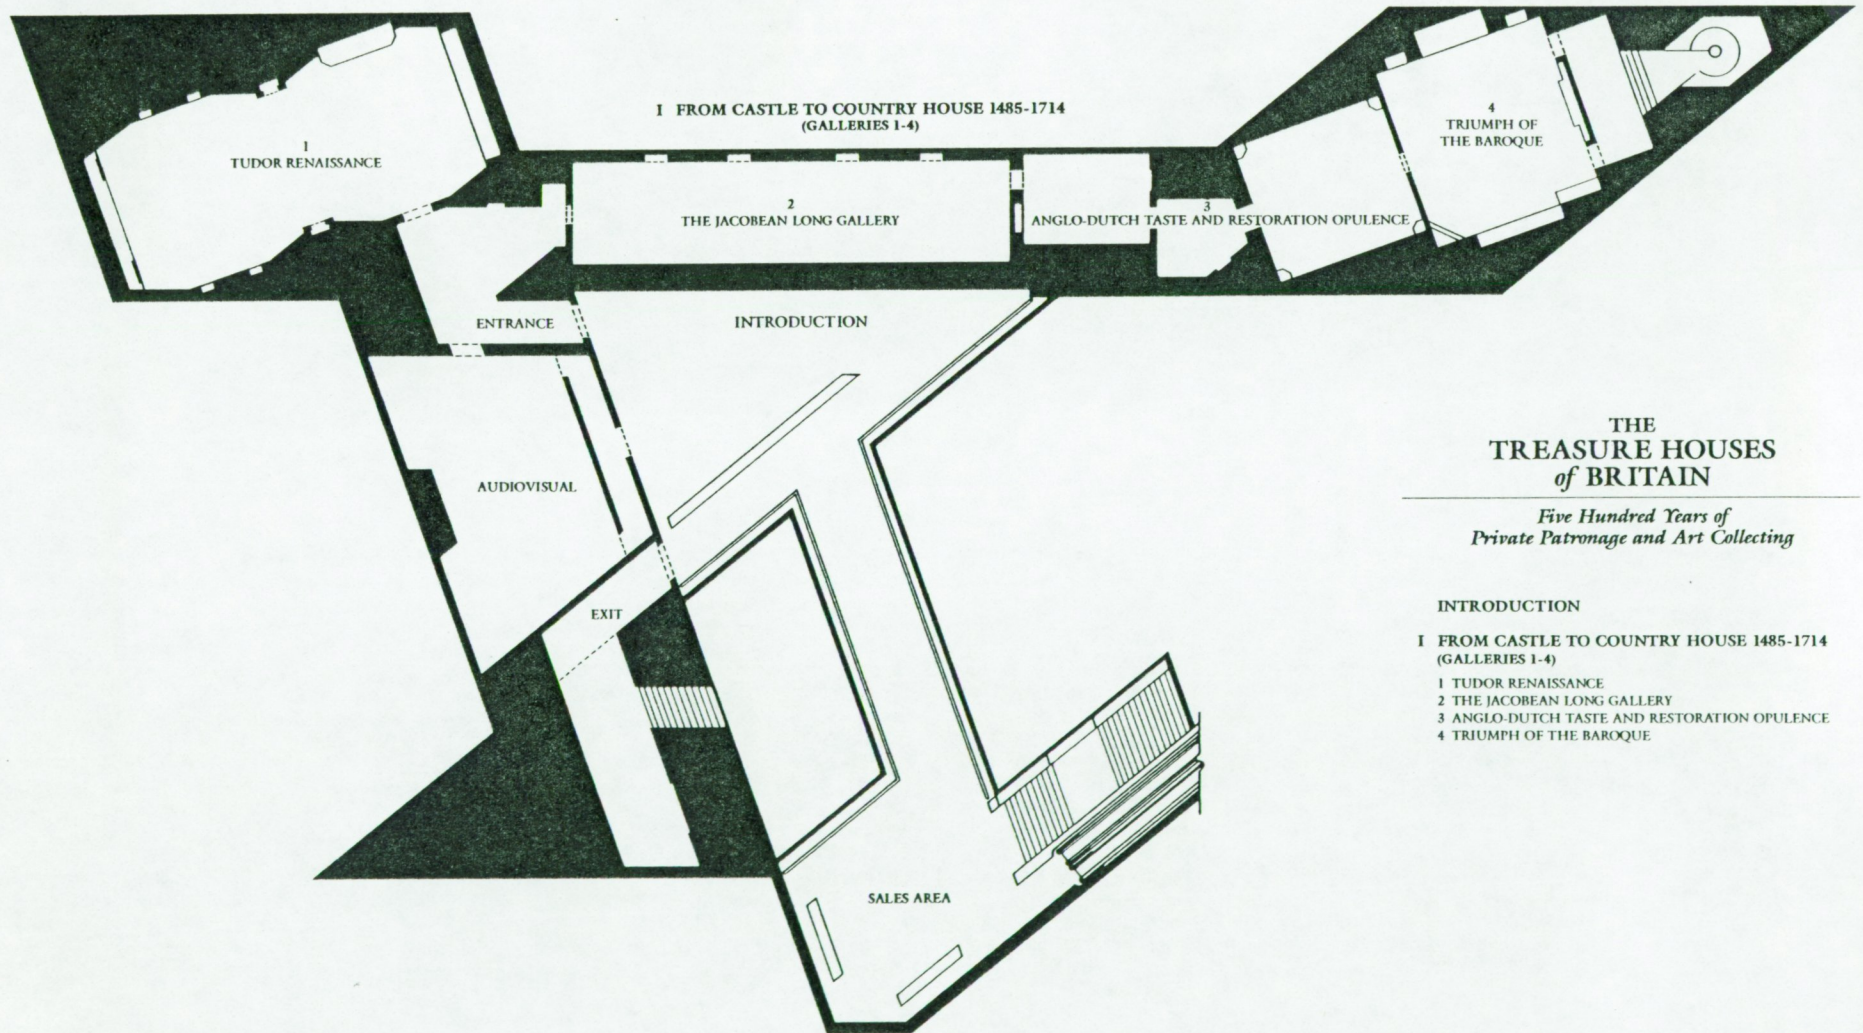 I FROM CASTLE TO COUNTRY HOUSE 1485-1714
(GALLERIES 1-4)
1
TUDOR RENAISSANCE
2
THE JACOBEAN LONG GALLERY
3
ANGLO-DUTCH TASTE AND RESTORATION OPULENCE
4
TRIUMPH OF
THE BAROQUE
ENTRANCE
INTRODUCTION
AUDIOVISUAL
EXIT
SALES AREA
THE
TREASURE HOUSES
of BRITAIN
Five Hundred Years of
Private Patronage and Art Collecting
INTRODUCTION
I FROM CASTLE TO COUNTRY HOUSE 1485-1714
(GALLERIES 1-4)
1 TUDOR RENAISSANCE
2 THE JACOBEAN LONG GALLERY
3 ANGLO-DUTCH TASTE AND RESTORATION OPULENCE
4 TRIUMPH OF THE BAROQUE